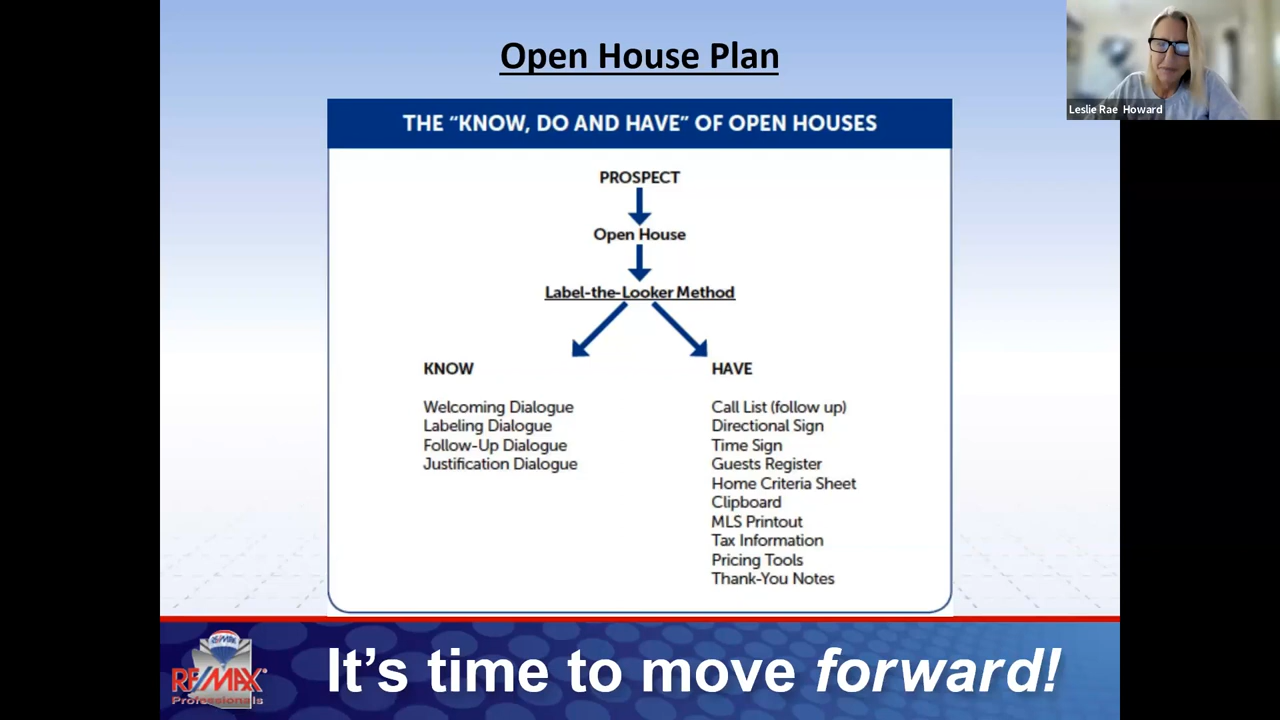 Open House Plan
Leslie Rae Howard
THE “KNOW, DO AND HAVE” OF OPEN HOUSES
PROSPECT
Open House
Label-the-Looker Method
KNOW
Welcoming Dialogue
Labeling Dialogue
Follow-Up Dialogue
Justification Dialogue
HAVE
Call List (follow up)
Directional Sign
Time Sign
Guests Register
Home Criteria Sheet
Clipboard
MLS Printout
Tax Information
Pricing Tools
Thank-You Notes
RE/MAX
RE/MAX®
Professionals
It’s time to move forward!